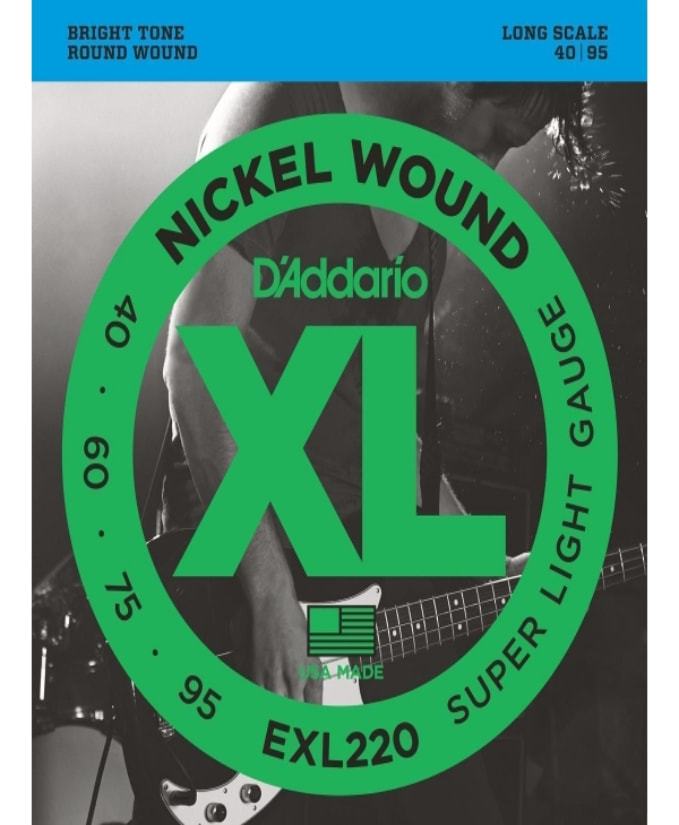 BRIGHT TONE
ROUND WOUND
LONG SCALE
40|95
NICKEL WOUND
D'Addario
XL
40 · 60 · 75 · 95
SUPER LIGHT GAUGE
USA MADE
EXL220